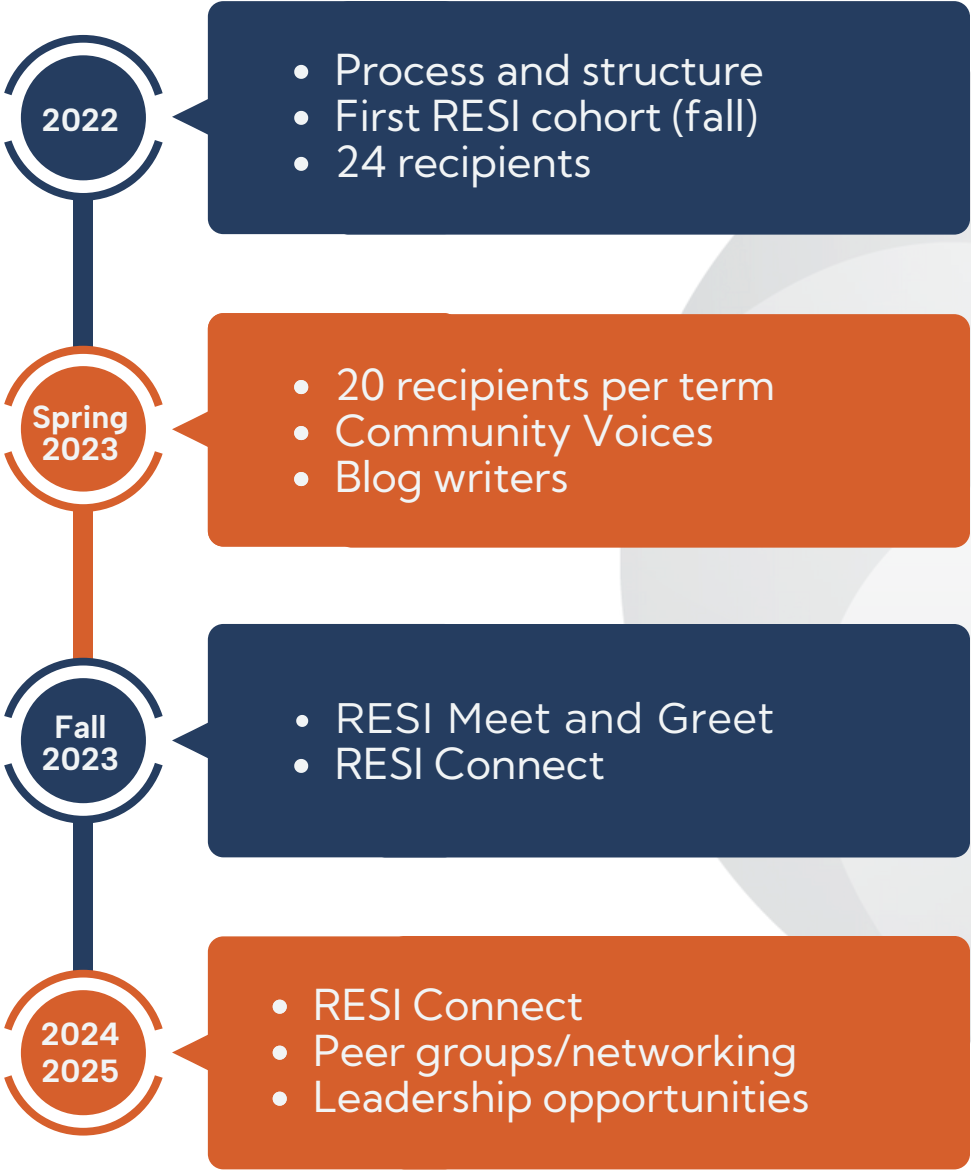 2022
• Process and structure
• First RESI cohort (fall)
• 24 recipients
Spring
2023
• 20 recipients per term
• Community Voices
• Blog writers
Fall
2023
• RESI Meet and Greet
• RESI Connect
2024
2025
• RESI Connect
• Peer groups/networking
• Leadership opportunities